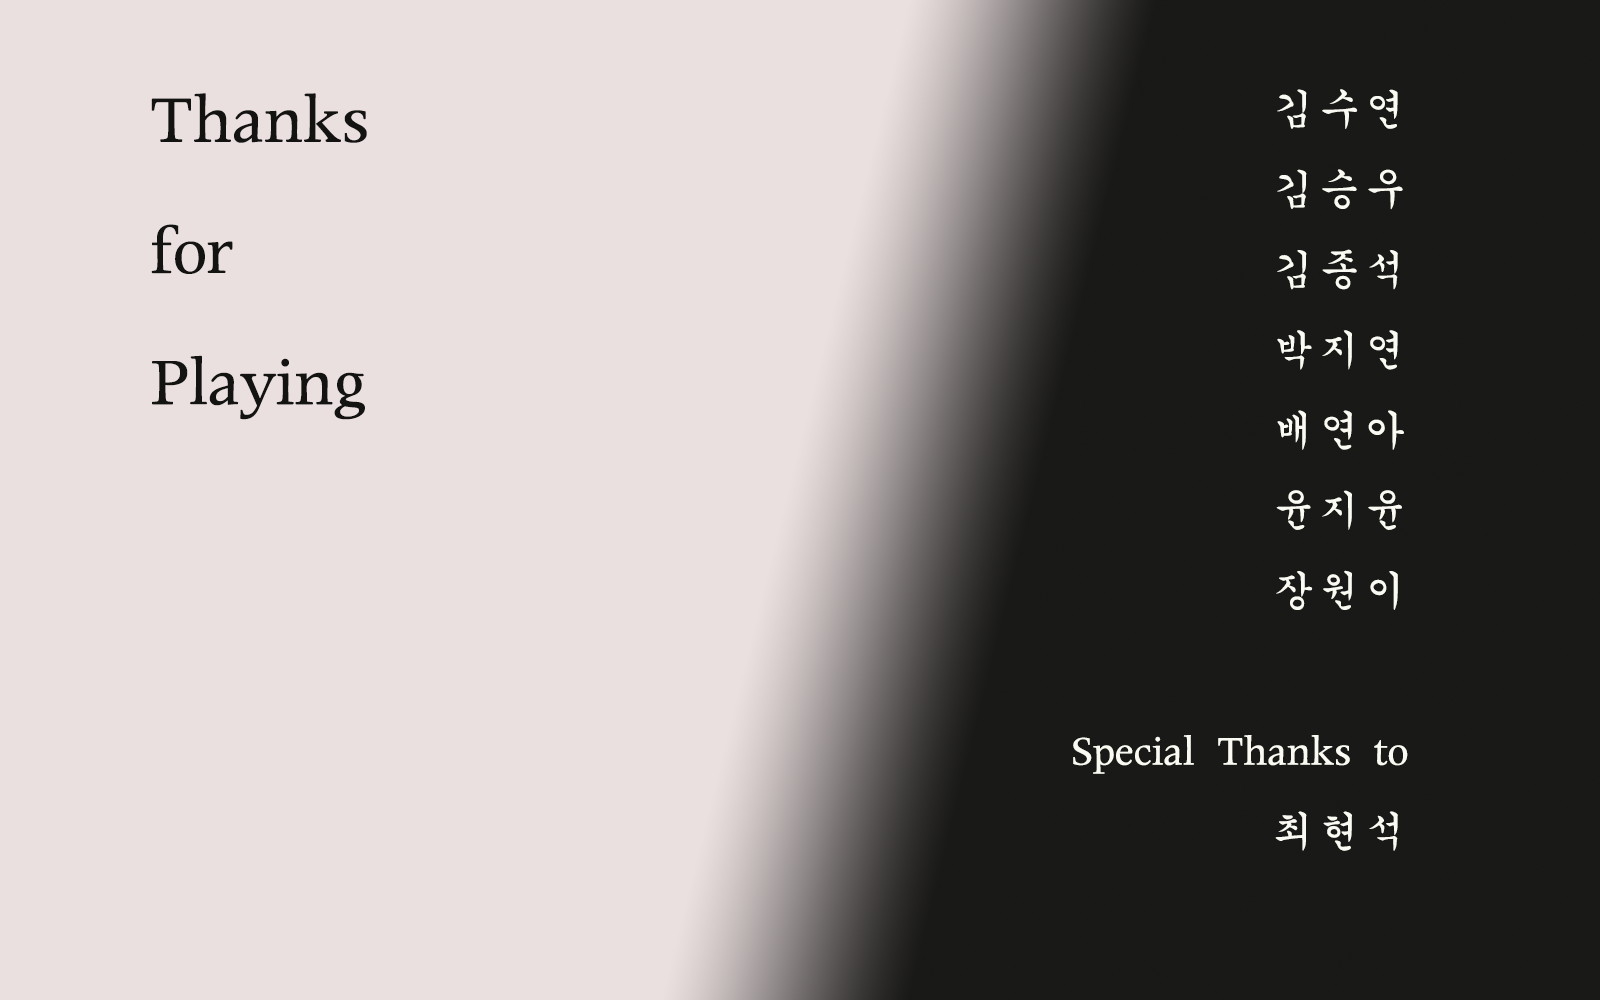 Thanks
for
Playing
김수연
김승우
김종석
박지연
배연아
윤지윤
장원이
Special Thanks to
최현석